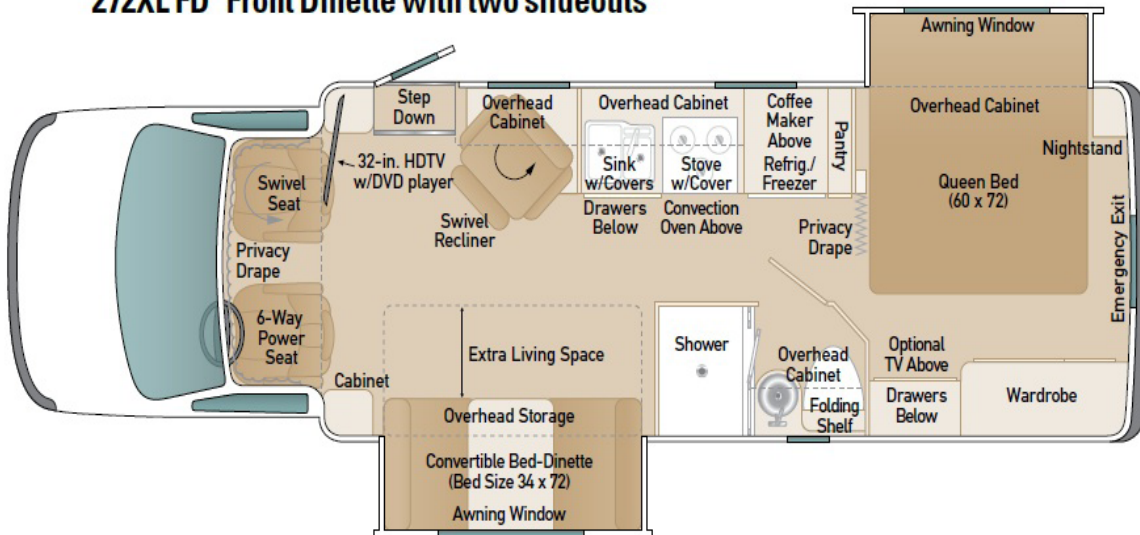 272XL FD Front Dinette with two slideouts
Awning Window
Step
Down
Overhead
Cabinet
Overhead Cabinet
Coffee
Maker
Above
Refrig./
Freezer
Pantry
Overhead Cabinet
Nightstand
Queen Bed
(60 x 72)
Emergency Exit
32-in. HDTV
w/DVD player
Swivel
Seat
Sink
w/Covers
Stove
w/Cover
Swivel
Recliner
Drawers
Below
Convection
Oven Above
Privacy
Drape
Privacy
Drape
6-Way
Power
Seat
Extra Living Space
Shower
Overhead
Cabinet
Folding
Shelf
Optional
TV Above
Drawers
Below
Wardrobe
Cabinet
Overhead Storage
Convertible Bed-Dinette
(Bed Size 34 x 72)
Awning Window